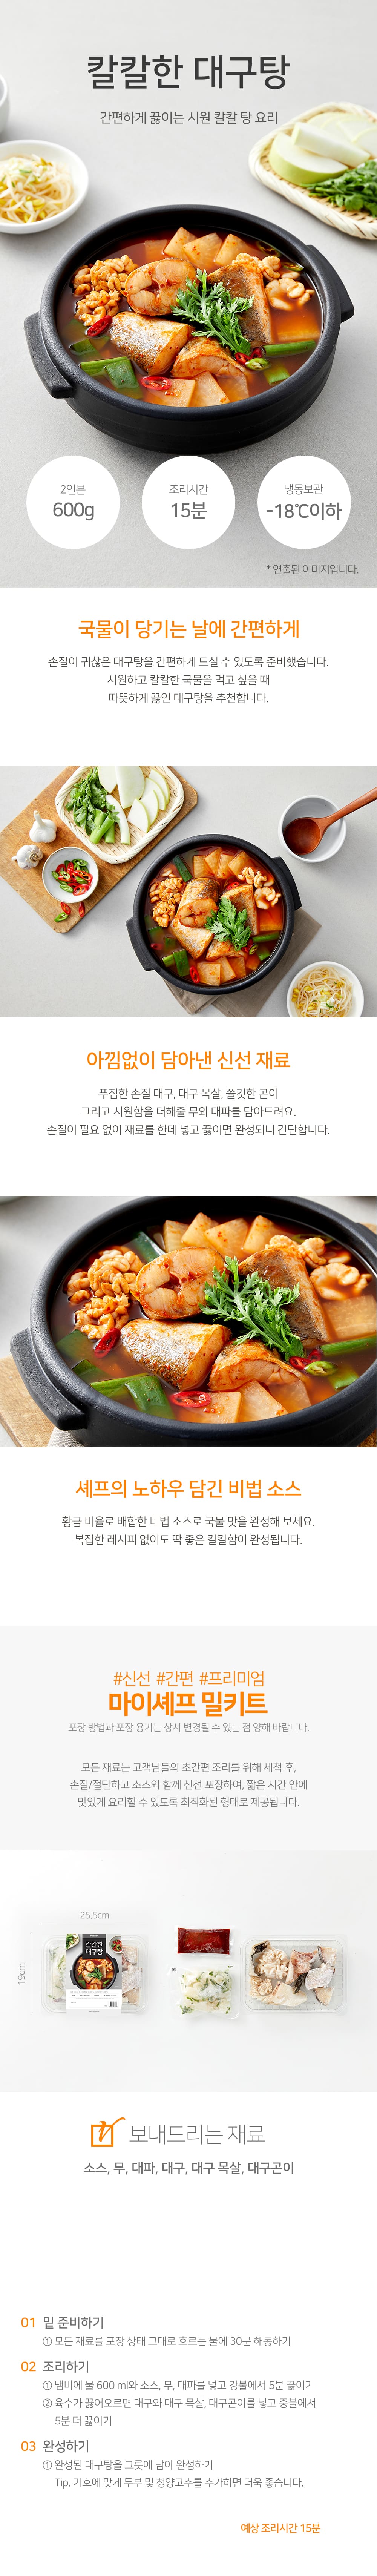 칼칼한 대구탕
간편하게 끓이는 시원 칼칼 탕 요리
2인분
600g
조리시간
15분
냉동보관
-18℃이하
* 연출된 이미지입니다.
국물이 당기는 날에 간편하게
손질이 귀찮은 대구탕을 간편하게 드실 수 있도록 준비했습니다.
시원하고 칼칼한 국물을 먹고 싶을 때
따뜻하게 끓인 대구탕을 추천합니다.
아낌없이 담아낸 신선 재료
푸짐한 손질 대구, 대구 목살, 쫄깃한 곤이
그리고 시원함을 더해줄 무와 대파를 담아드려요.
손질이 필요 없이 재료를 한데 넣고 끓이면 완성되니 간단합니다.
셰프의 노하우 담긴 비법 소스
황금 비율로 배합한 비법 소스로 국물 맛을 완성해 보세요.
복잡한 레시피 없이도 딱 좋은 칼칼함이 완성됩니다.
#신선 #간편 #프리미엄
마이셰프 밀키트
포장 방법과 포장 용기는 상시 변경될 수 있는 점 양해 바랍니다.
모든 재료는 고객님들의 초간편 조리를 위해 세척 후,
손질/절단하고 소스와 함께 신선 포장하여, 짧은 시간 안에
맛있게 요리할 수 있도록 최적화된 형태로 제공됩니다.
25.5cm
19cm
칼칼한
대구탕
보내드리는 재료
소스, 무, 대파, 대구, 대구 목살, 대구곤이
01 밑 준비하기
① 모든 재료를 포장 상태 그대로 흐르는 물에 30분 해동하기
02 조리하기
① 냄비에 물 600 ml와 소스, 무, 대파를 넣고 강불에서 5분 끓이기
② 육수가 끓어오르면 대구와 대구 목살, 대구곤이를 넣고 중불에서
5분 더 끓이기
03 완성하기
① 완성된 대구탕을 그릇에 담아 완성하기
Tip. 기호에 맞게 두부 및 청양고추를 추가하면 더욱 좋습니다.
예상 조리시간 15분